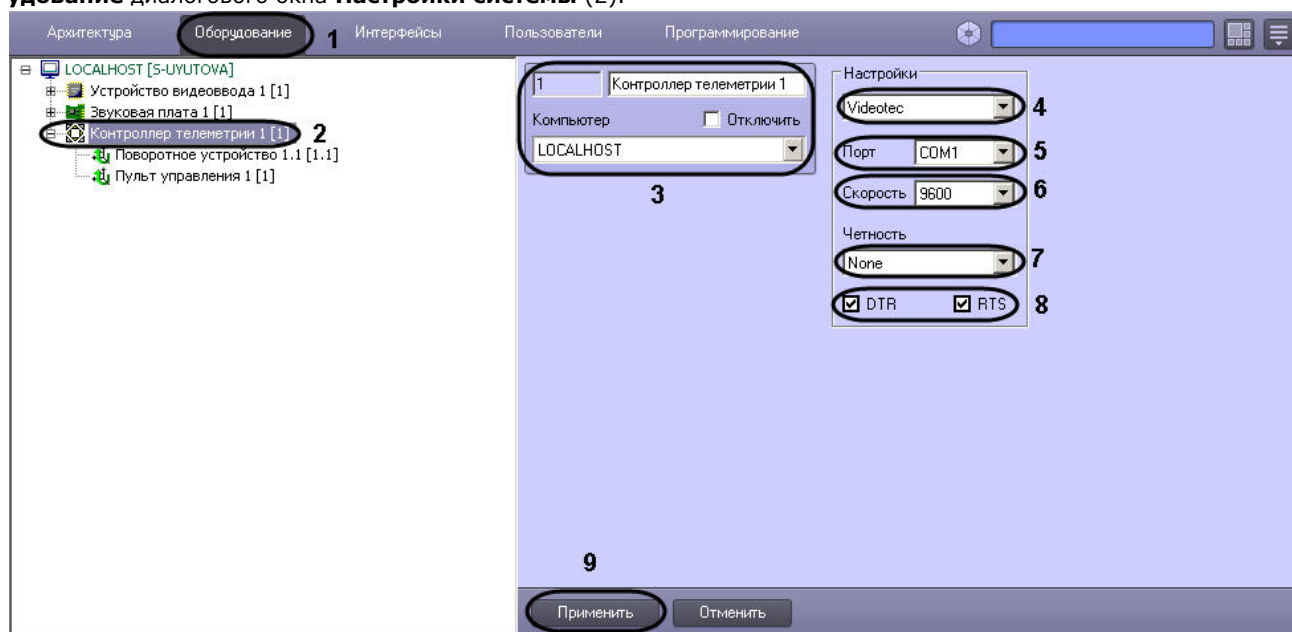 удование диалогового окна Настройки системы (2).
Архитектура Оборудование 1 Интерфейсы Пользователи Программирование
LOCALHOST [S-UYUTOVA]
Устройство видеоввода 1 [1]
Звуковая плата 1 [1]
Контроллер телеметрии 1 [1] 2
Поворотное устройство 1.1 [1.1]
Пульт управления 1 [1]
1 Контроллер телеметрии 1
Компьютер Отключить
LOCALHOST
3
Настройки
Videotec 4
Порт COM1 5
Скорость 9600 6
Четность
None 7
DTR RTS 8
9
Применить Отменить